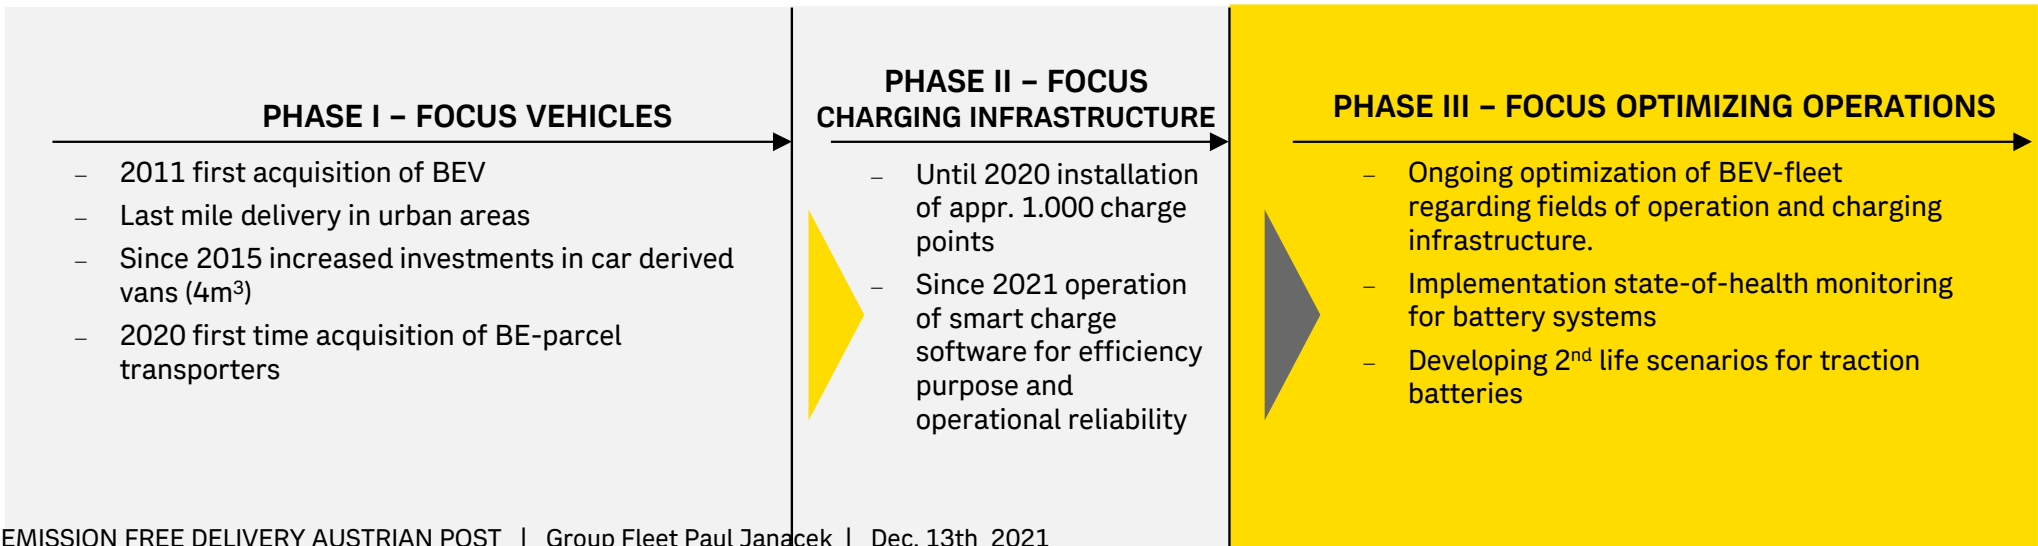 PHASE I – FOCUS VEHICLES
– 2011 first acquisition of BEV
– Last mile delivery in urban areas
– Since 2015 increased investments in car derived
vans (4m³)
– 2020 first time acquisition of BE-parcel
transporters
PHASE II – FOCUS
CHARGING INFRASTRUCTURE
– Until 2020 installation
of appr. 1.000 charge
points
– Since 2021 operation
of smart charge
software for efficiency
purpose and
operational reliability
PHASE III – FOCUS OPTIMIZING OPERATIONS
– Ongoing optimization of BEV-fleet
regarding fields of operation and charging
infrastructure.
– Implementation state-of-health monitoring
for battery systems
– Developing 2nd life scenarios for traction
batteries
EMISSION FREE DELIVERY AUSTRIAN POST | Group Fleet Paul Janacek | Dec. 13th 2021